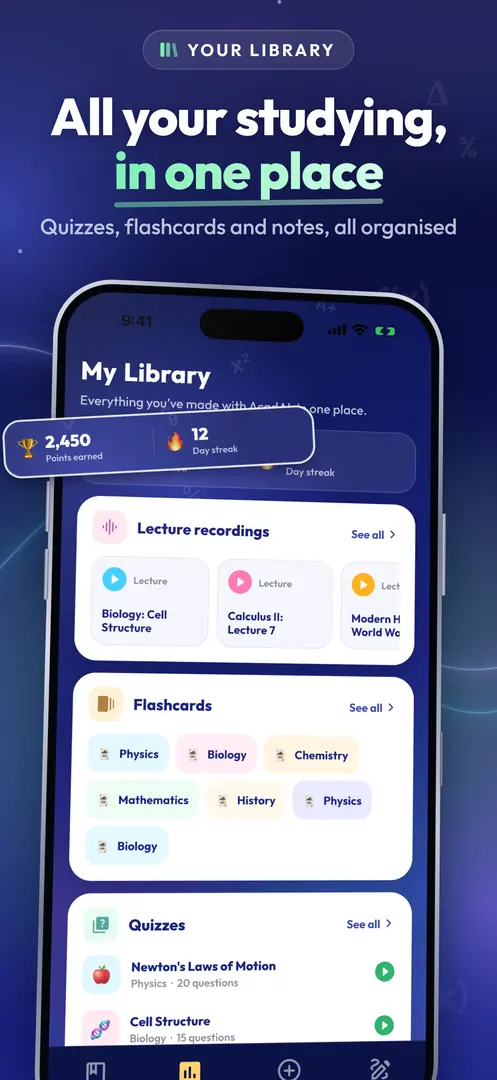 YOUR LIBRARY
All your studying,
in one place
Quizzes, flashcards and notes, all organised
9:41
My Library
Everything you've made with one place.
2,450
Points earned
12
Day streak
Day streak
Lecture recordings
See all
Lecture
Biology: Cell
Structure
Lecture
Calculus II:
Lecture 7
Lect
Modern H
World Wa
Flashcards
See all
Physics
Biology
Chemistry
Mathematics
History
Physics
Biology
Quizzes
See all
Newton's Laws of Motion
Physics · 20 questions
Cell Structure
Biology · 15 questions